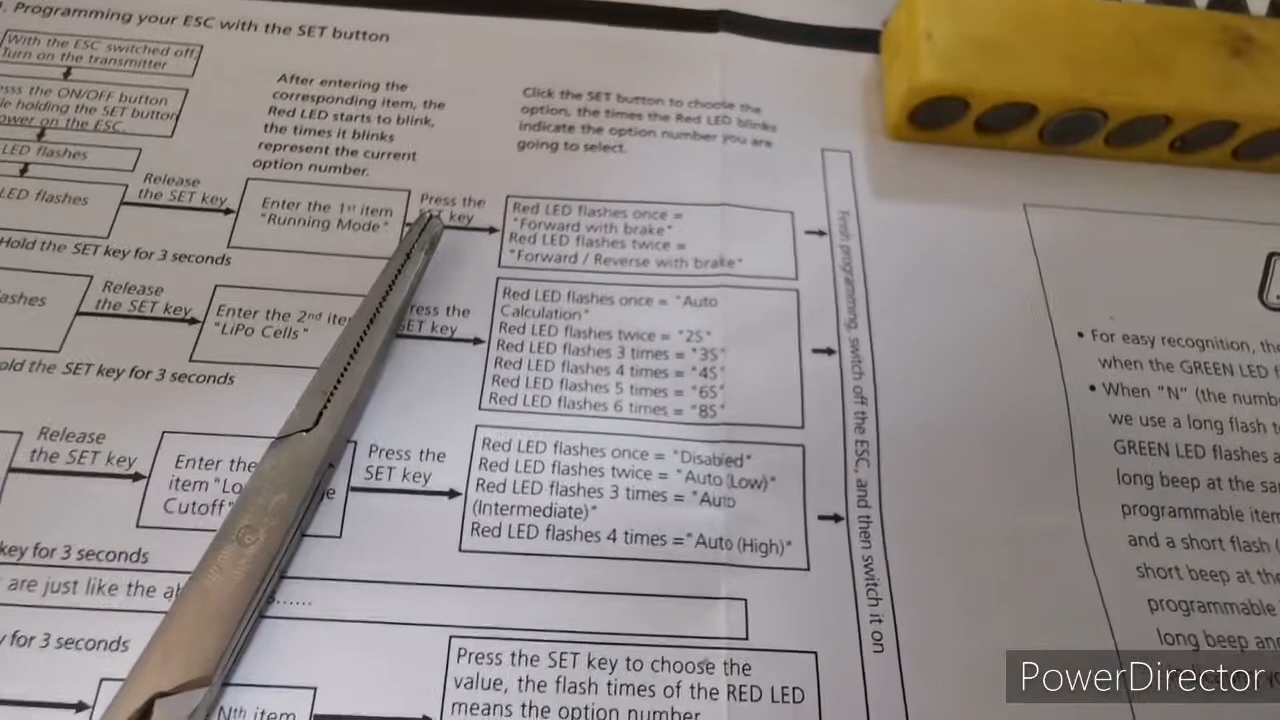 . Programming your ESC with the SET button
With the ESC switched off,
Turn on the transmitter
the ON/OFF button
holding the SET button
on the ESC.
LED flashes
LED flashes
Release
the SET key
After entering the
corresponding item, the
Red LED starts to blink,
the times it blinks
represent the current
option number.
Click the SET button to choose the
option, the times the Red LED blinks
indicate the option number you are
going to select.
Enter the 1st item
"Running Mode"
Press the
SET key
Red LED flashes once =
"Forward with brake"
Red LED flashes twice =
"Forward / Reverse with brake"
Hold the SET key for 3 seconds
Release
the SET key
Enter the 2nd
"LiPo Cells"
the
SET key
Red LED flashes once = "Auto
Calculation"
Red LED flashes twice = "2S"
Red LED flashes 3 times = "3S"
Red LED flashes 4 times = "4S"
Red LED flashes 5 times = "6S"
Red LED flashes 6 times = "8S"
the SET key for 3 seconds
Release
the SET key
Enter the
item
Cutoff"
Press the
SET key
Red LED flashes once = "Disabled"
Red LED flashes twice = "Auto (Low)"
Red LED flashes 3 times = "Auto
(Intermediate)"
Red LED flashes 4 times ="Auto (High)"
key for 3 seconds
are just like the
......
for 3 seconds
Nth item
Press the SET key to choose the
value, the flash times of the RED LED
means the option number
Finish programming, switch off the ESC, and then switch it on
• For easy recognition, the
when the GREEN LED
• When "N" (the
we use a long flash
GREEN LED flashes a
long beep at the
programmable
and a short flash (
short beep at the
programmable
long beep
PowerDirector